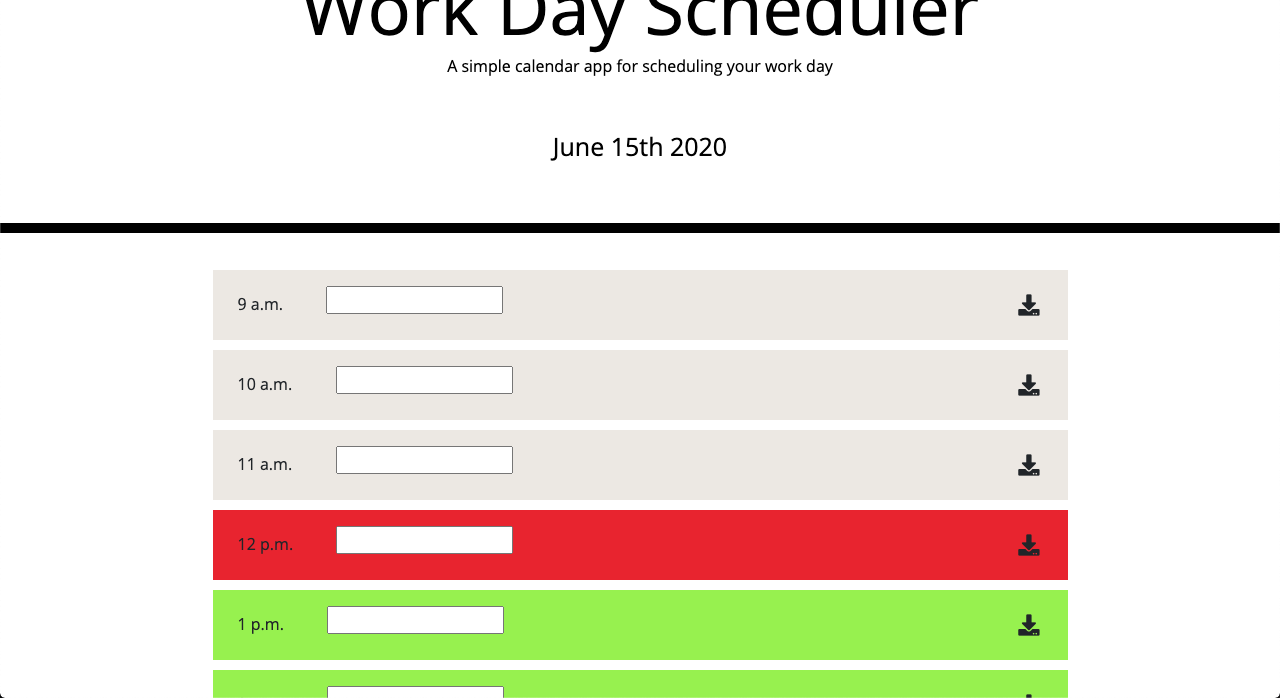 Work Day Scheduler
A simple calendar app for scheduling your work day
June 15th 2020
9 a.m.
10 a.m.
11 a.m.
12 p.m.
1 p.m.